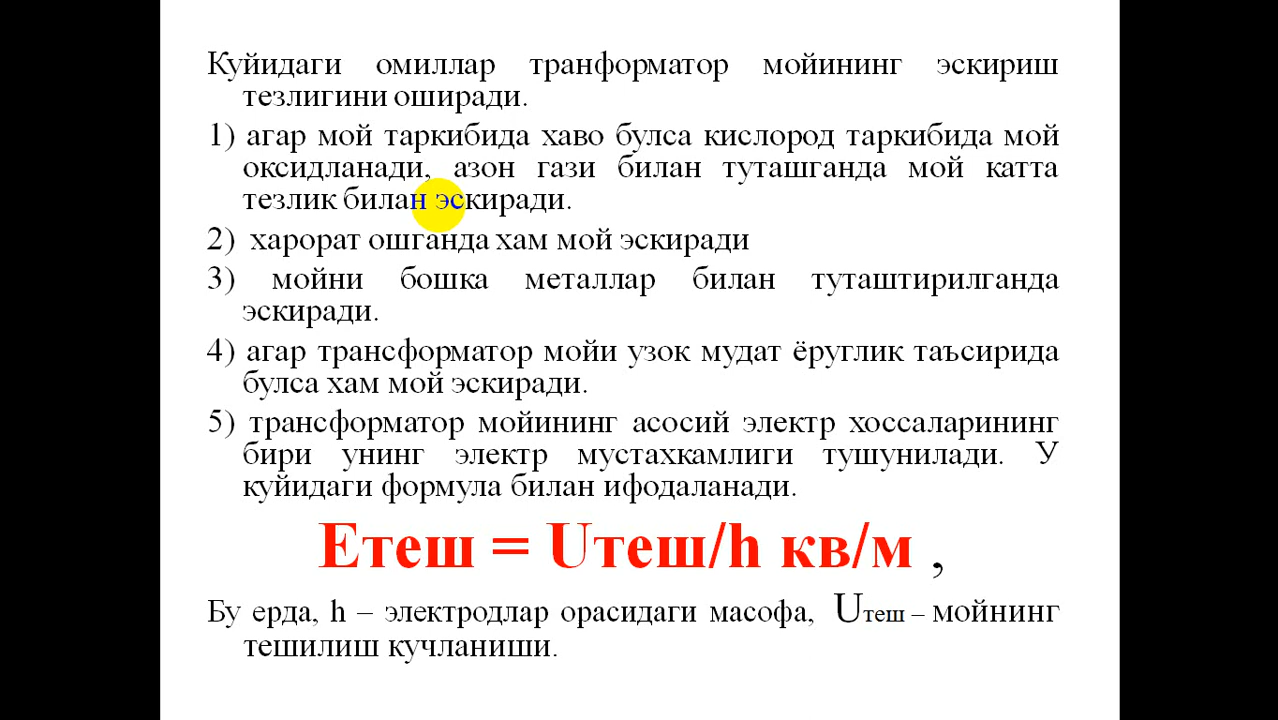 Куйидаги омиллар транформатор мойининг эскириш
тезлигини оширади.
1) агар мой таркибида хаво булса кислород таркибида мой
оксидланади, азон гази билан туташганда мой катта
тезлик билан эскиради.
2) харорат ошганда хам мой эскиради
3) мойни бошка металлар билан туташтирилганда
эскиради.
4) агар трансформатор мойи узок мудат ёруглик таъсирида
булса хам мой эскиради.
5) трансформатор мойининг асосий электр хоссаларининг
бири унинг электр мустахкамлиги тушунилади. У
куйидаги формула билан ифодаланади.
Етеш = Uтеш/h кв/м ,
Бу ерда, h – электродлар орасидаги масофа, Uтеш – мойнинг
тешилиш кучланиши.